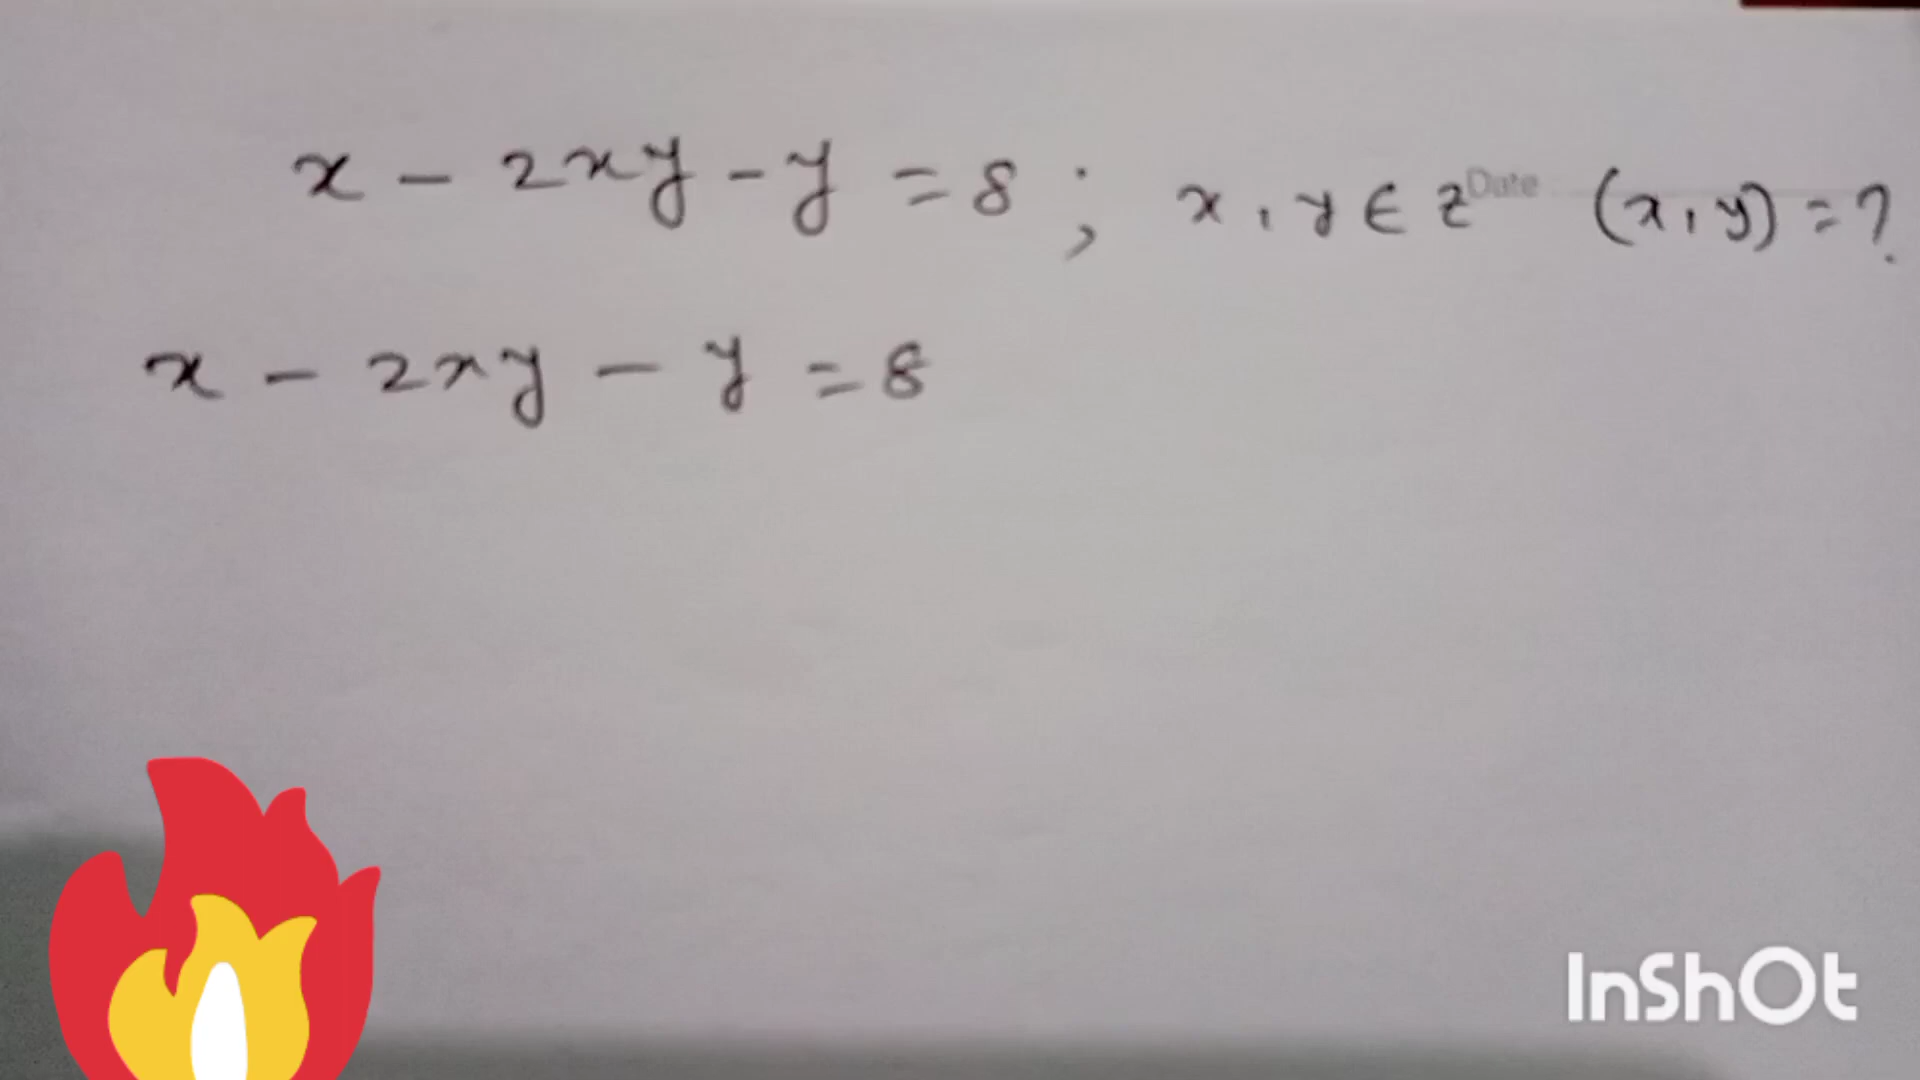 x - 2xy - y = 8 ; x, y ∈ z Date (x, y) = ?
x - 2xy - y = 8
InShOt